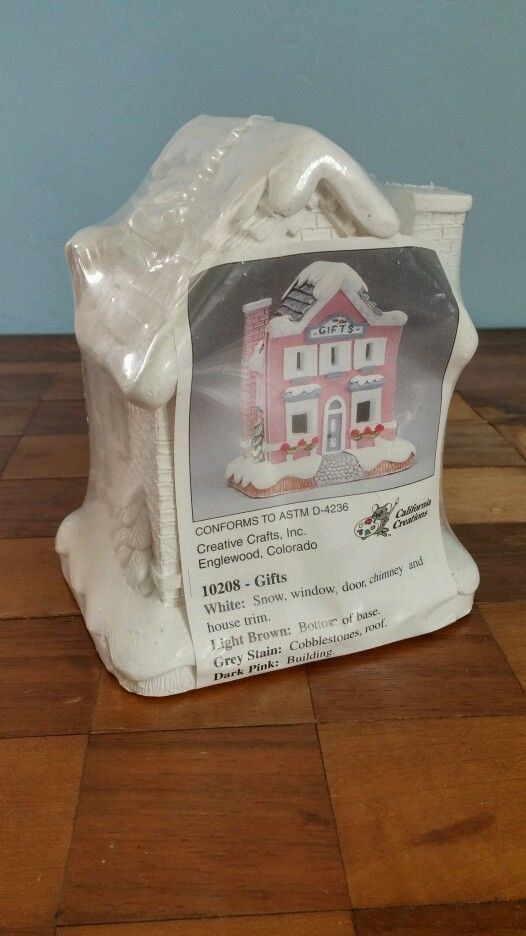 GIFTS
CONFORMS TO ASTM D-4236
Creative Crafts, Inc.
Englewood, Colorado
California
Creations
10208 - Gifts
White: Snow, window, door, chimney and
house trim.
Light Brown: Bottom of base.
Grey Stain: Cobblestones, roof.
Dark Pink: Building.